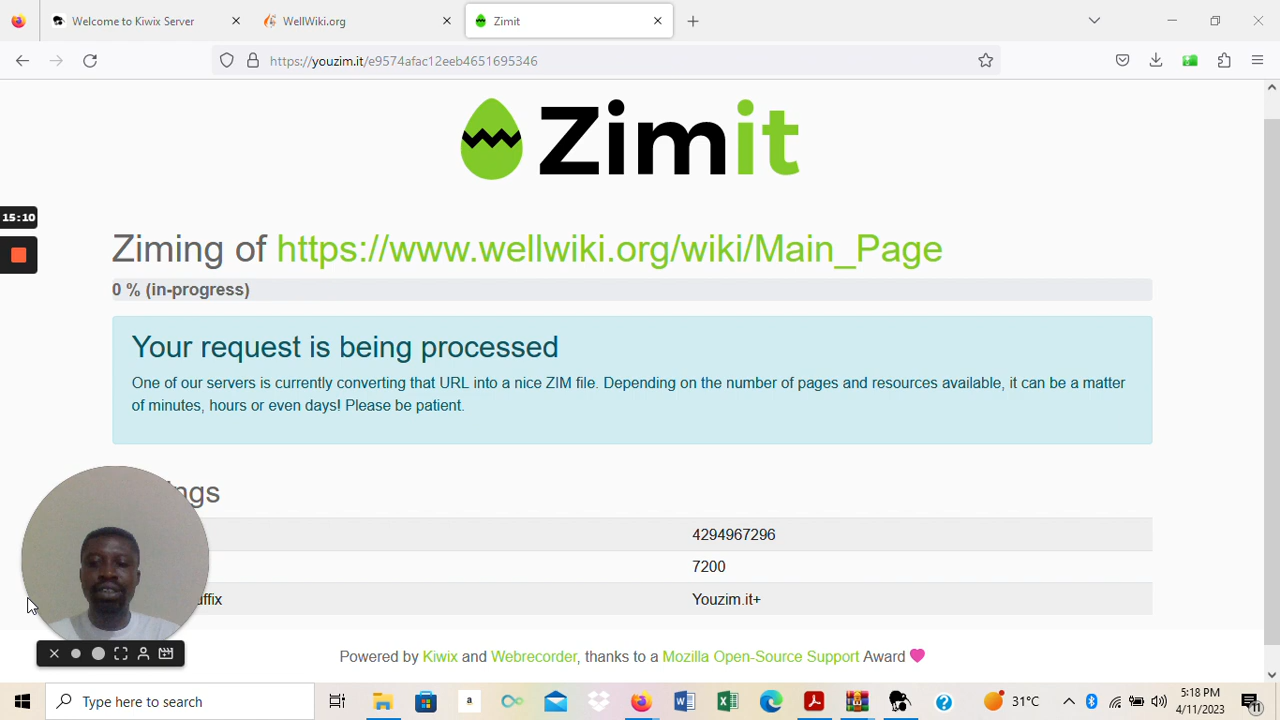 Welcome to Kiwix Server
WellWiki.org
Zimit
https://youzim.it/e9574afac12eeb4651695346
Zimit
15:10
Ziming of https://www.wellwiki.org/wiki/Main_Page
0 % (in-progress)
Your request is being processed
One of our servers is currently converting that URL into a nice ZIM file. Depending on the number of pages and resources available, it can be a matter
of minutes, hours or even days! Please be patient.
ngs
4294967296
7200
uffix Youzim.it+
Powered by Kiwix and Webrecorder, thanks to a Mozilla Open-Source Support Award
Type here to search
a
W
31°C
5:18 PM
4/11/2023
11